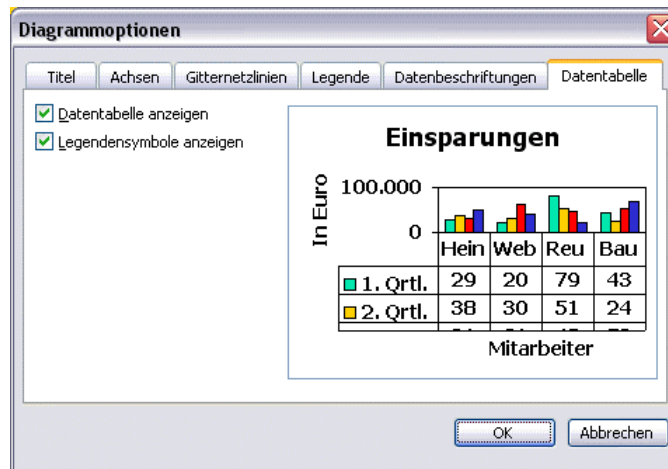 Diagrammoptionen
Titel Achsen Gitternetzlinien Legende Datenbeschriftungen Datentabelle
Datentabelle anzeigen
Legendensymbole anzeigen
Einsparungen
In Euro
100.000
0
Hein Web Reu Bau
1. Qrtl. 29 20 79 43
2. Qrtl. 38 30 51 24
Mitarbeiter
OK Abbrechen